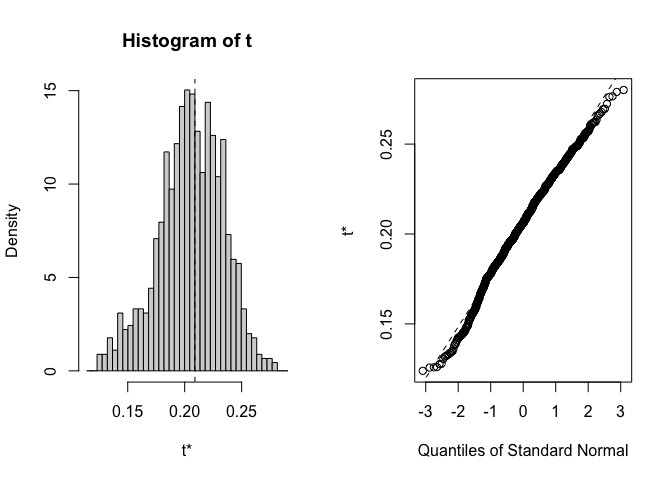 Histogram of t
Density
0
5
10
15
0.15 0.20 0.25
t*
t*
0.15
0.20
0.25
-3 -2 -1 0 1 2 3
Quantiles of Standard Normal